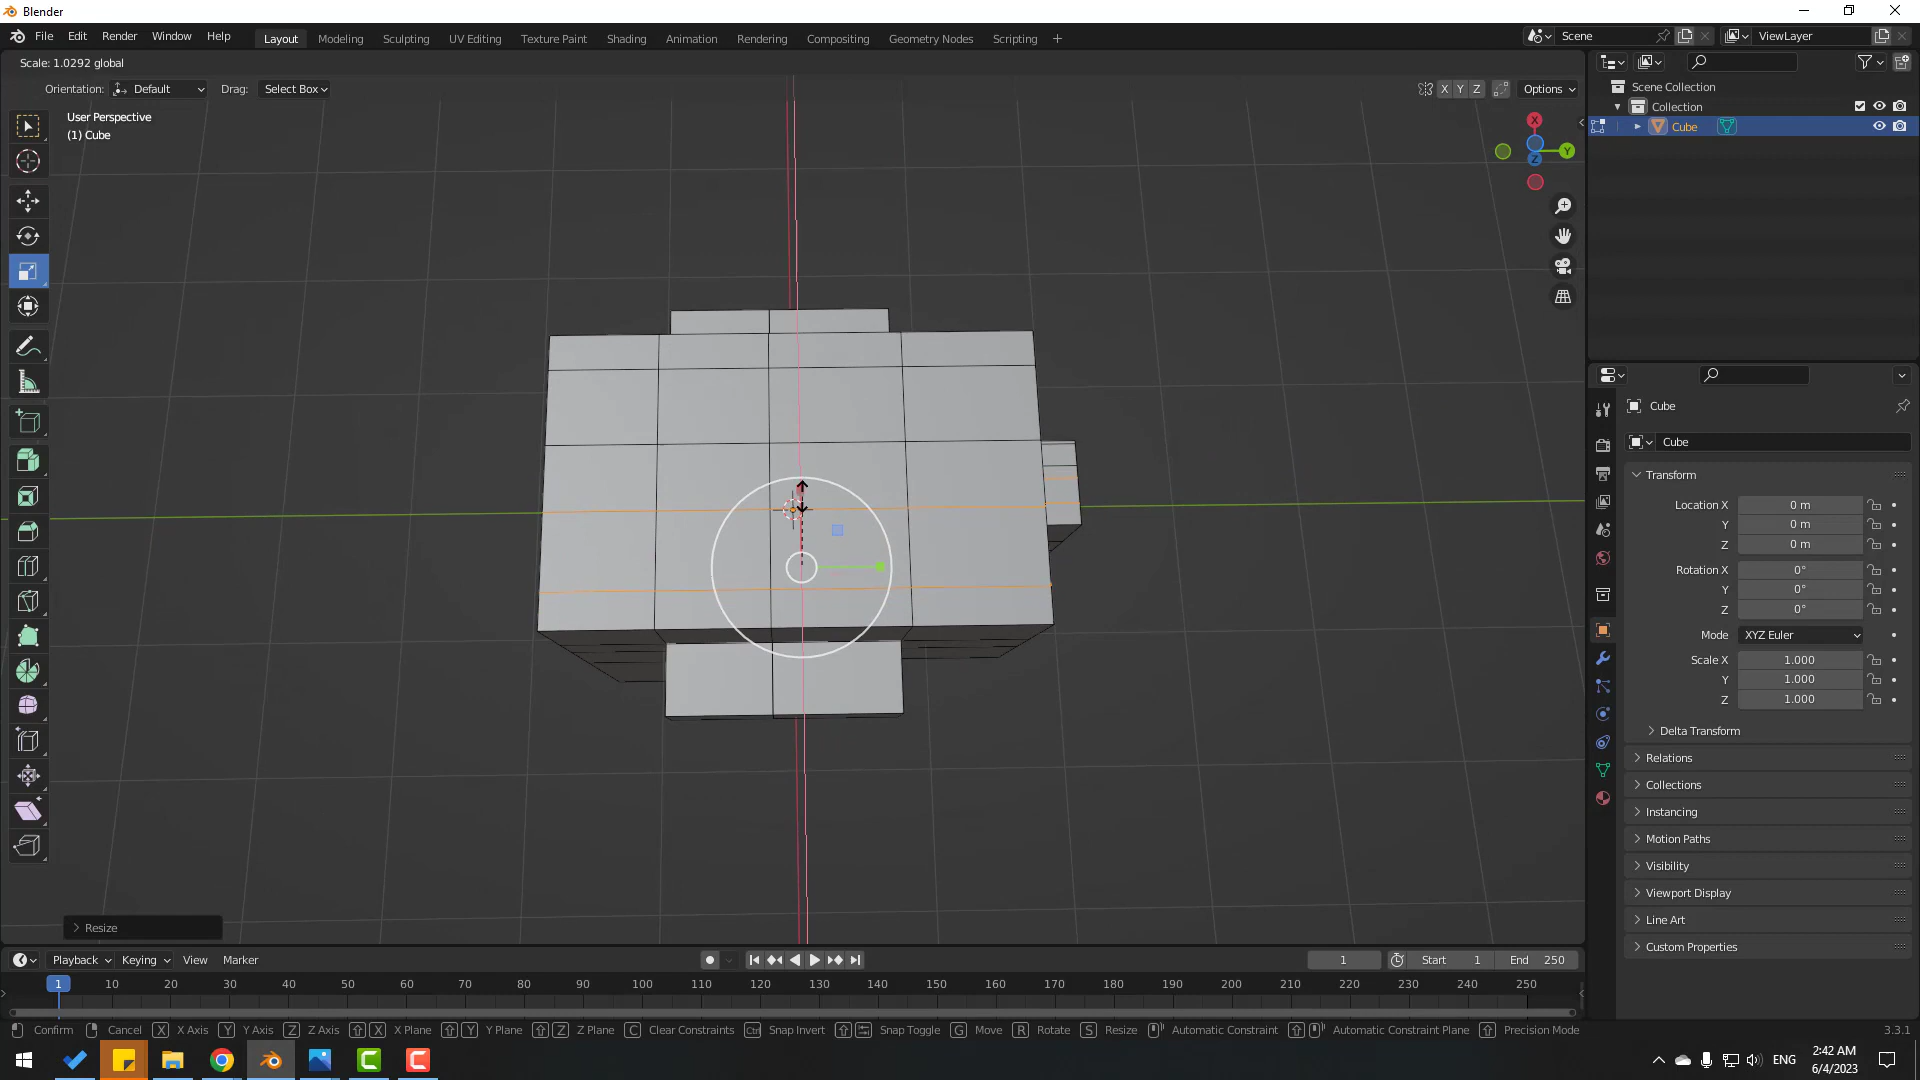 Blender
File Edit Render Window Help
Layout Modeling Sculpting UV Editing Texture Paint Shading Animation Rendering Compositing Geometry Nodes Scripting +
Scene
ViewLayer
Scale: 1.0292 global
Orientation: Default Drag: Select Box
X Y Z Options
User Perspective
(1) Cube
X
Y
Z
Scene Collection
Collection
Cube
Cube
Cube
Transform
Location X 0 m
Y 0 m
Z 0 m
Rotation X 0°
Y 0°
Z 0°
Mode XYZ Euler
Scale X 1.000
Y 1.000
Z 1.000
Delta Transform
Relations
Collections
Instancing
Motion Paths
Visibility
Viewport Display
Line Art
Custom Properties
Resize
Playback Keying View Marker
1 Start 1 End 250
1 10 20 30 40 50 60 70 80 90 100 110 120 130 140 150 160 170 180 190 200 210 220 230 240 250
Confirm Cancel X X Axis Y Y Axis Z Z Axis X X Plane Y Y Plane Z Z Plane C Clear Constraints Ctrl Snap Invert Snap Toggle G Move R Rotate S Resize Automatic Constraint Automatic Constraint Plane Precision Mode 3.3.1
ENG
2:42 AM
6/4/2023